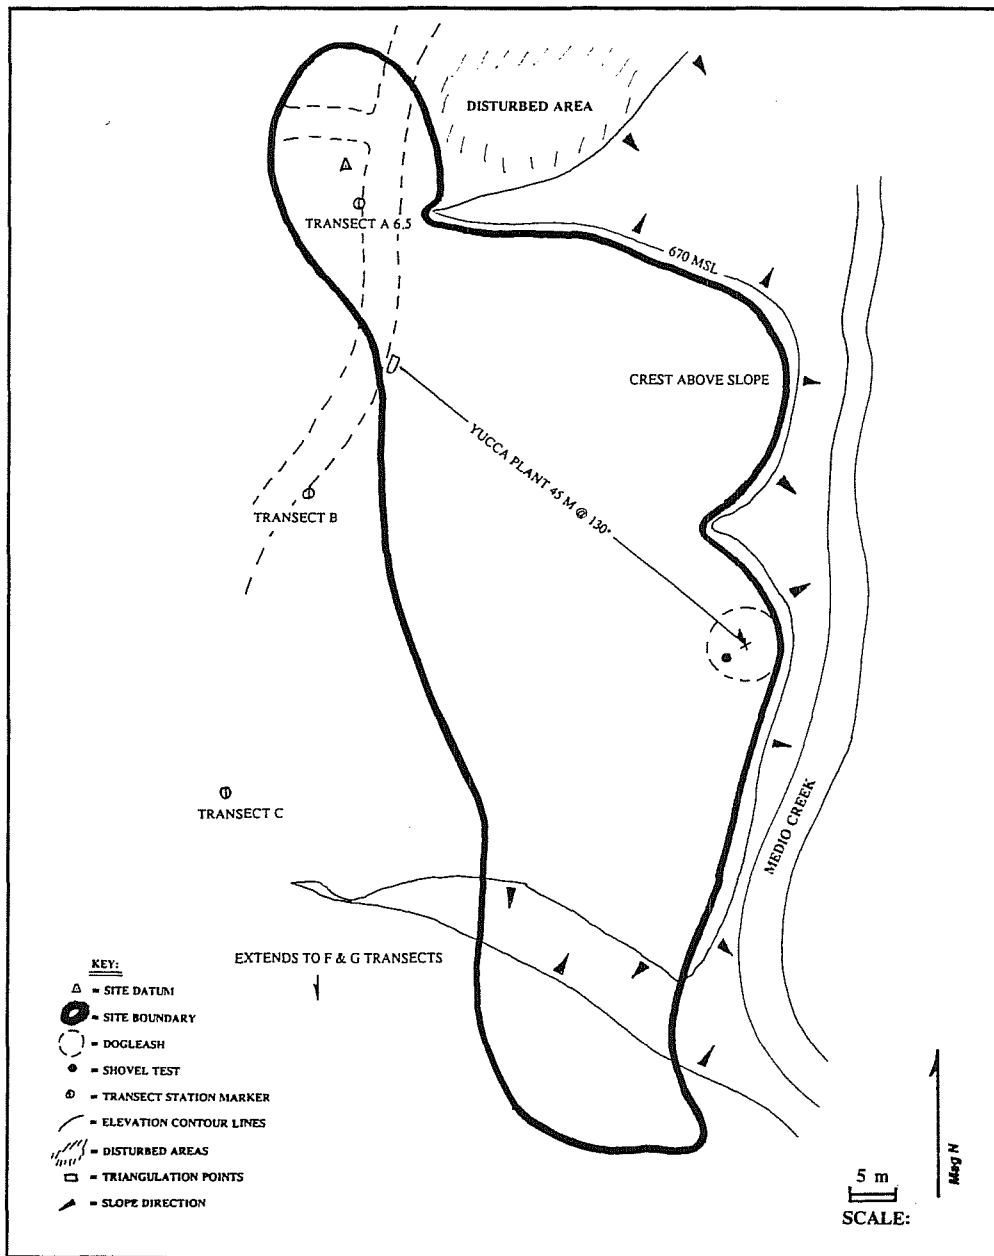 DISTURBED AREA
TRANSECT A 6.5
670 MSL
CREST ABOVE SLOPE
YUCCA PLANT 45 M @ 130°
TRANSECT B
TRANSECT C
MEDIO CREEK
EXTENDS TO F & G TRANSECTS
KEY:
= SITE DATUM
= SITE BOUNDARY
= DOGLEASH
= SHOVEL TEST
= TRANSECT STATION MARKER
= ELEVATION CONTOUR LINES
= DISTURBED AREAS
= TRIANGULATION POINTS
= SLOPE DIRECTION
Mag N
5 m
SCALE: